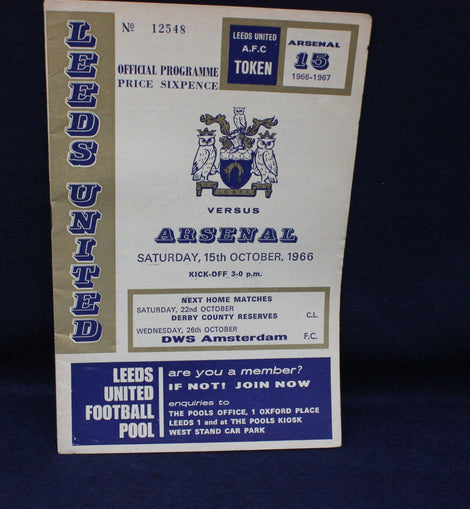 LEEDS UNITED
Nº 12548
OFFICIAL PROGRAMME
PRICE SIXPENCE
LEEDS UNITED
A.F.C
TOKEN
ARSENAL
15
1966-1967
VERSUS
ARSENAL
SATURDAY, 15th OCTOBER, 1966
KICK-OFF 3-0 p.m.
NEXT HOME MATCHES
SATURDAY, 22nd OCTOBER
DERBY COUNTY RESERVES C.L.
WEDNESDAY, 26th OCTOBER
DWS Amsterdam F.C.
LEEDS
UNITED
FOOTBALL
POOL
are you a member?
IF NOT! JOIN NOW
enquiries to
THE POOLS OFFICE, 1 OXFORD PLACE
LEEDS 1 and at THE POOLS KIOSK
WEST STAND CAR PARK